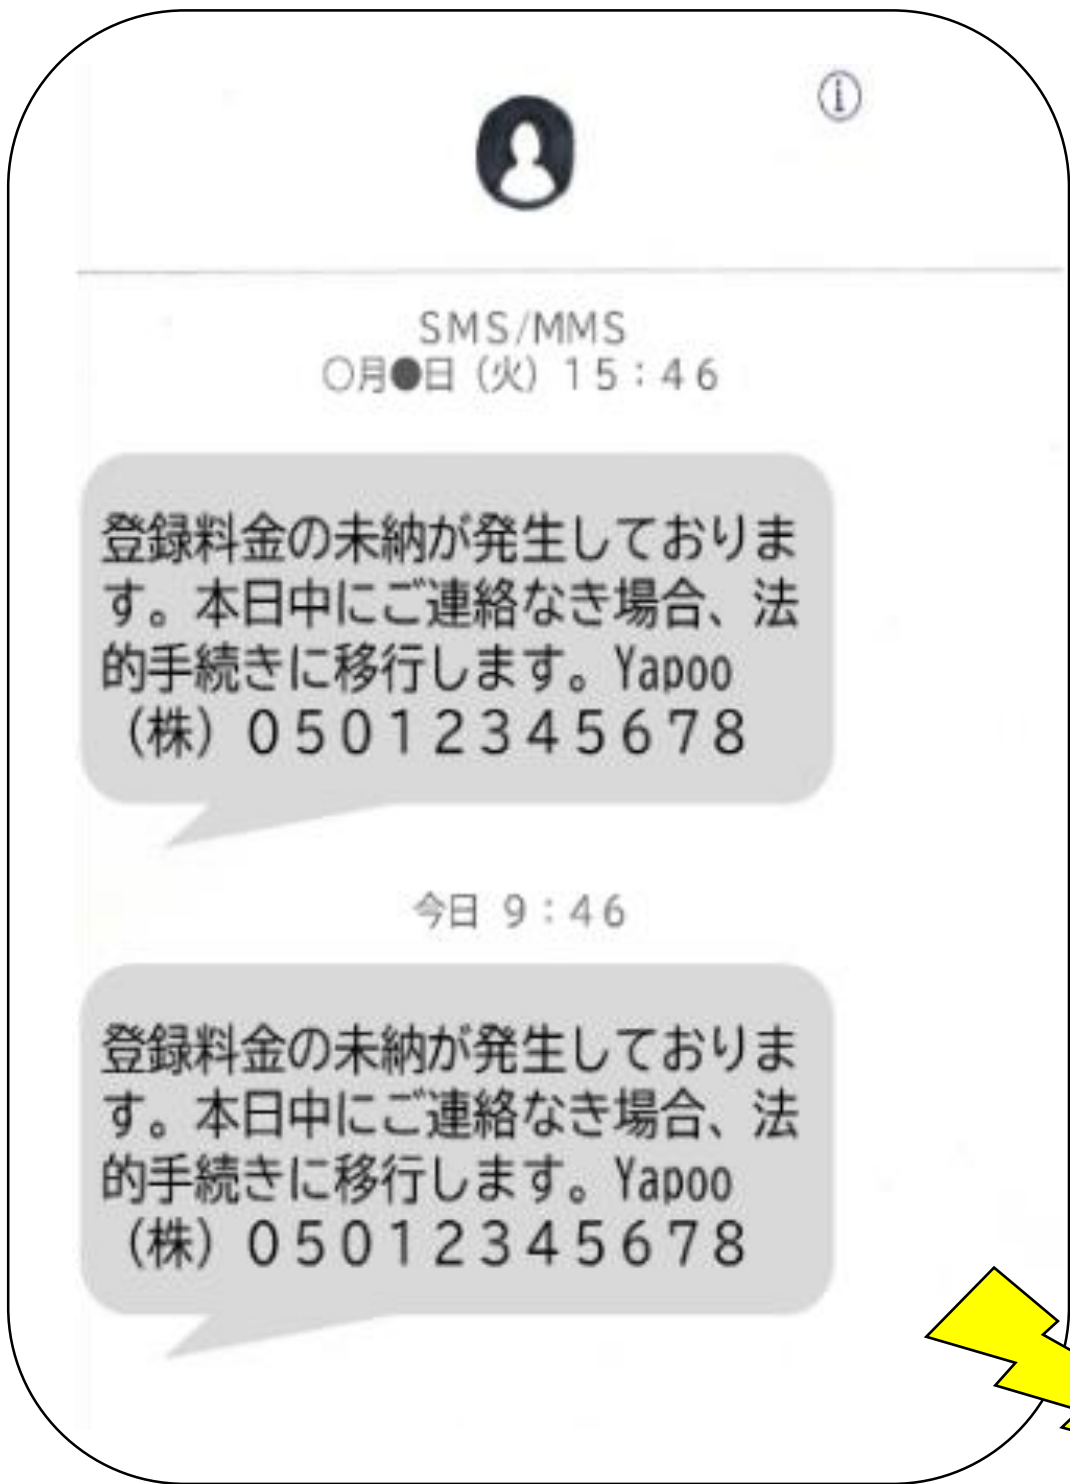 SMS/MMS
〇月●日（火）１５：４６
登録料金の未納が発生しておりま
す。本日中にご連絡なき場合、法
的手続きに移行します。Yapoo
（株）０５０１２３４５６７８
今日 ９：４６
登録料金の未納が発生しておりま
す。本日中にご連絡なき場合、法
的手続きに移行します。Yapoo
（株）０５０１２３４５６７８